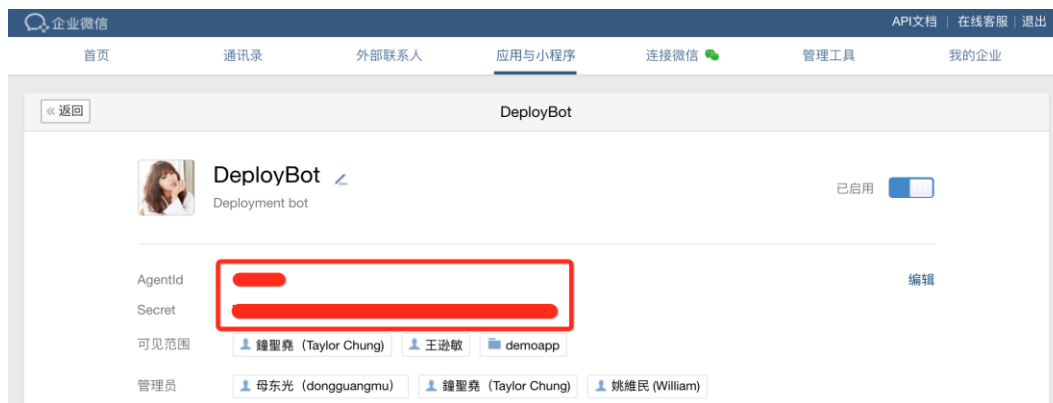 企业微信 API文档 | 在线客服 | 退出
首页 通讯录 外部联系人 应用与小程序 连接微信 管理工具 我的企业
« 返回 DeployBot
DeployBot
已启用
Deployment bot
AgentId 编辑
Secret
可见范围 鐘聖堯（Taylor Chung) 王逊敏 demoapp
管理员 母东光（dongguangmu） 鐘聖堯（Taylor Chung) 姚維民 (William)